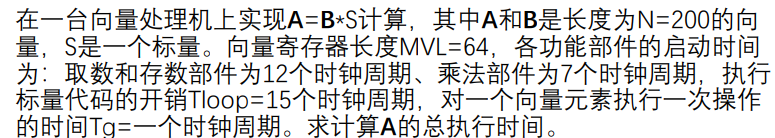 在一台向量处理机上实现A=B*S计算，其中A和B是长度为N=200的向
量，S是一个标量。向量寄存器长度MVL=64，各功能部件的启动时间
为：取数和存数部件为12个时钟周期、乘法部件为7个时钟周期，执行
标量代码的开销Tloop=15个时钟周期，对一个向量元素执行一次操作
的时间Tg=一个时钟周期。求计算A的总执行时间。